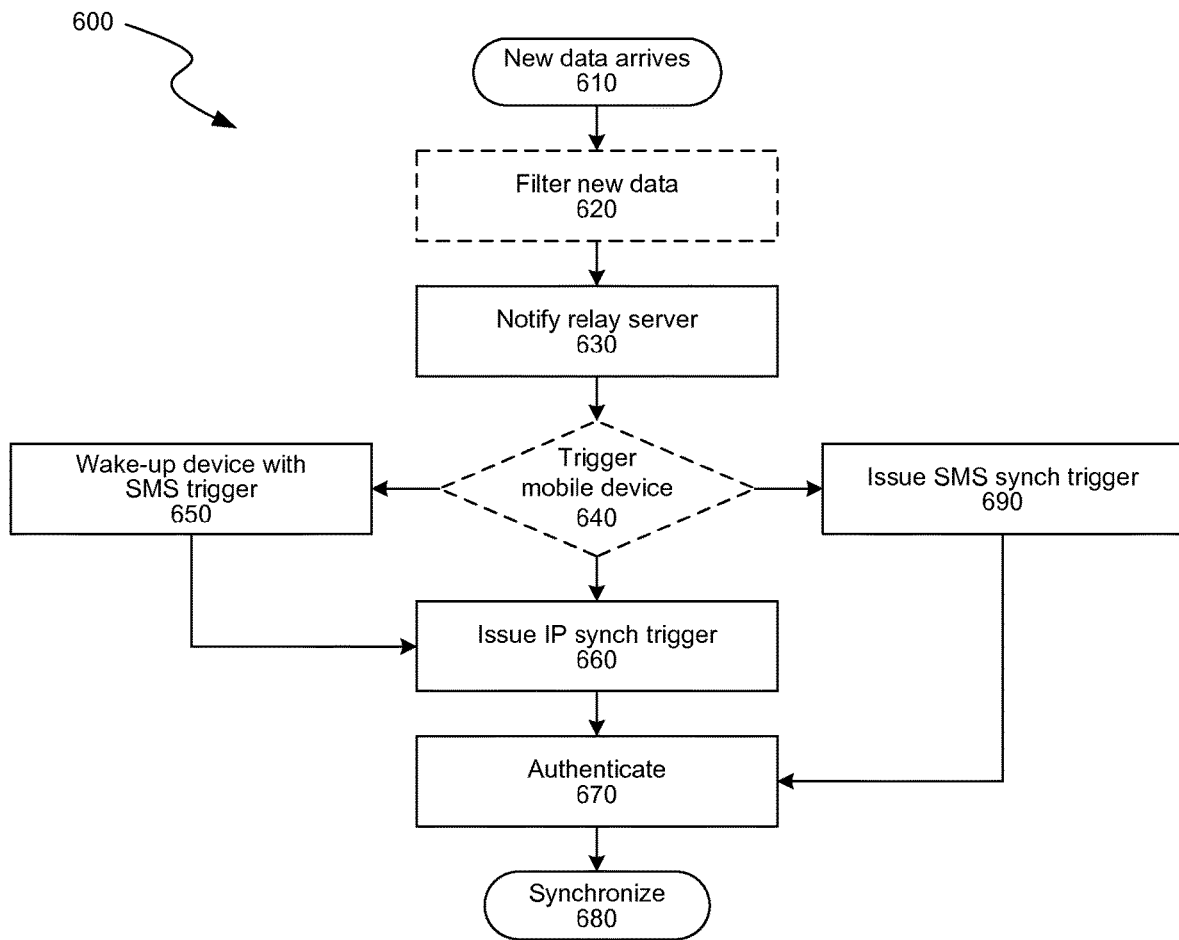 600
New data arrives
610
Filter new data
620
Notify relay server
630
Wake-up device with
SMS trigger
650
Trigger
mobile device
640
Issue SMS synch trigger
690
Issue IP synch trigger
660
Authenticate
670
Synchronize
680